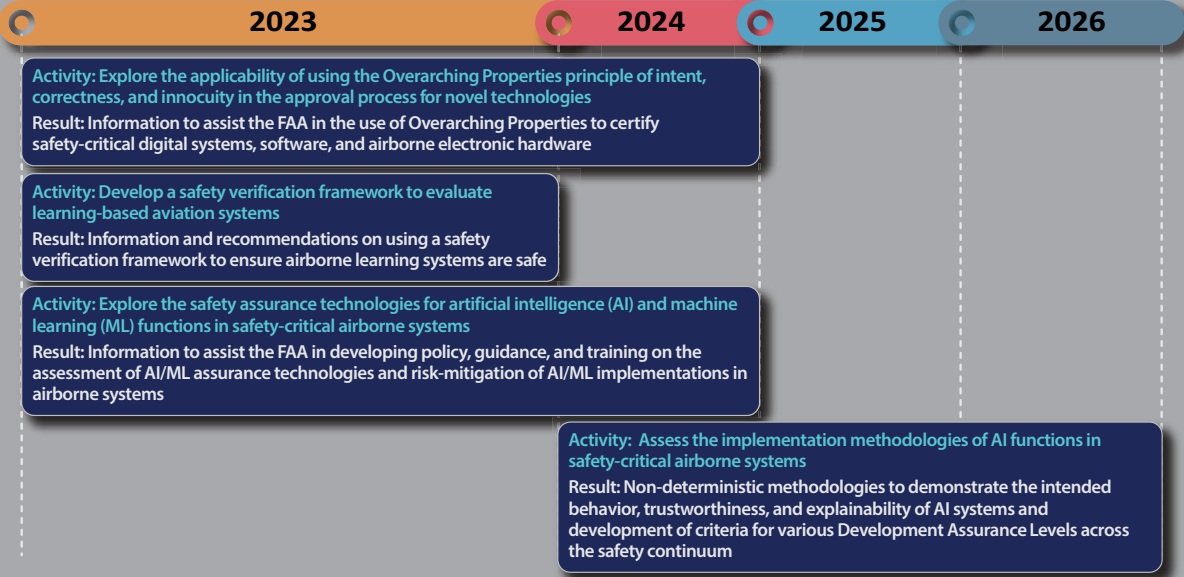 2023 2024 2025 2026
Activity: Explore the applicability of using the Overarching Properties principle of intent,
correctness, and innocuity in the approval process for novel technologies
Result: Information to assist the FAA in the use of Overarching Properties to certify
safety-critical digital systems, software, and airborne electronic hardware
Activity: Develop a safety verification framework to evaluate
learning-based aviation systems
Result: Information and recommendations on using a safety
verification framework to ensure airborne learning systems are safe
Activity: Explore the safety assurance technologies for artificial intelligence (AI) and machine
learning (ML) functions in safety-critical airborne systems
Result: Information to assist the FAA in developing policy, guidance, and training on the
assessment of AI/ML assurance technologies and risk-mitigation of AI/ML implementations in
airborne systems
Activity: Assess the implementation methodologies of AI functions in
safety-critical airborne systems
Result: Non-deterministic methodologies to demonstrate the intended
behavior, trustworthiness, and explainability of AI systems and
development of criteria for various Development Assurance Levels across
the safety continuum